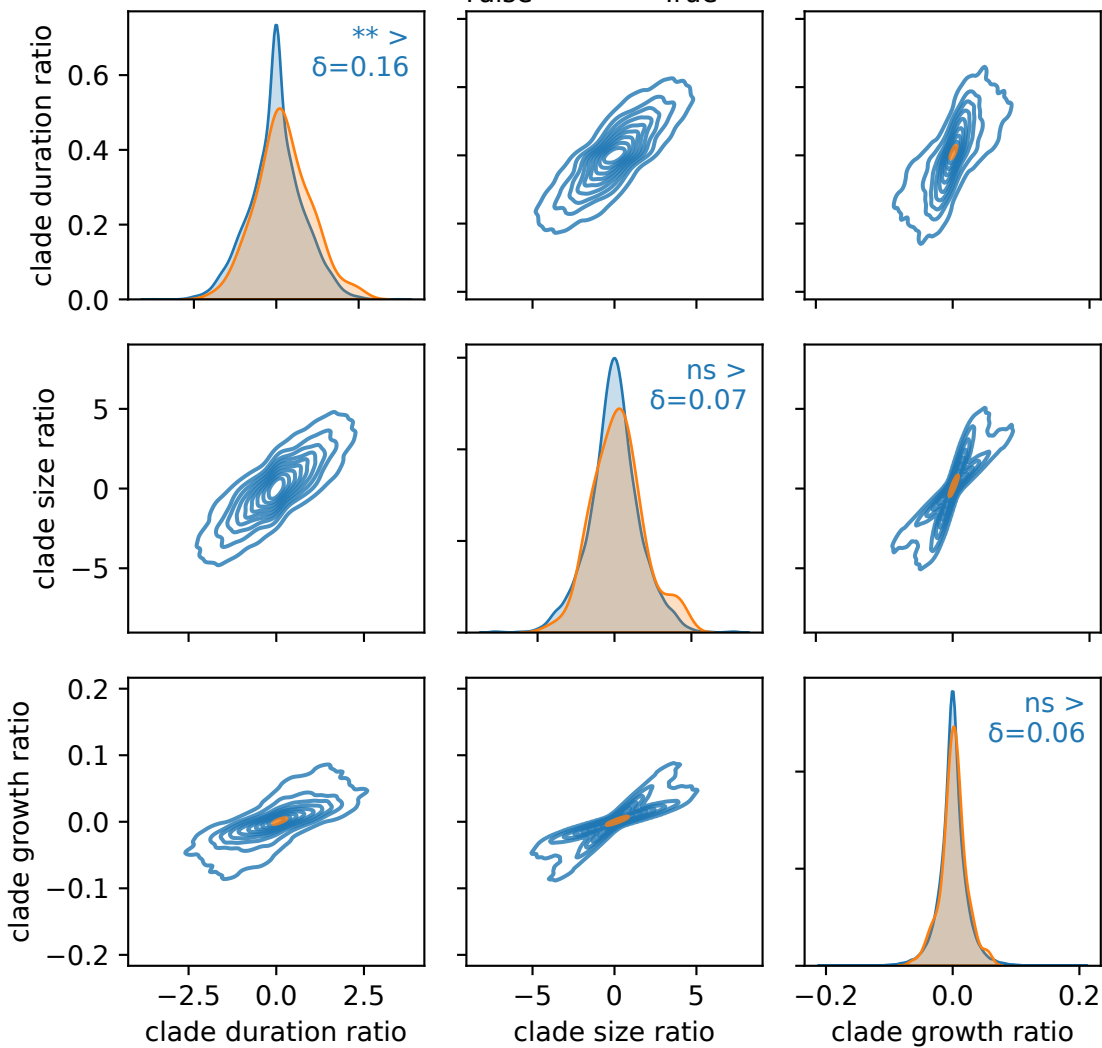 ** >
δ=0.16
clade duration ratio
0.6
0.4
0.2
0.0
ns >
δ=0.07
clade size ratio
5
0
−5
ns >
δ=0.06
clade growth ratio
0.2
0.1
0.0
−0.1
−0.2
−2.5 0.0 2.5
−5 0 5
−0.2 0.0 0.2
clade duration ratio
clade size ratio
clade growth ratio